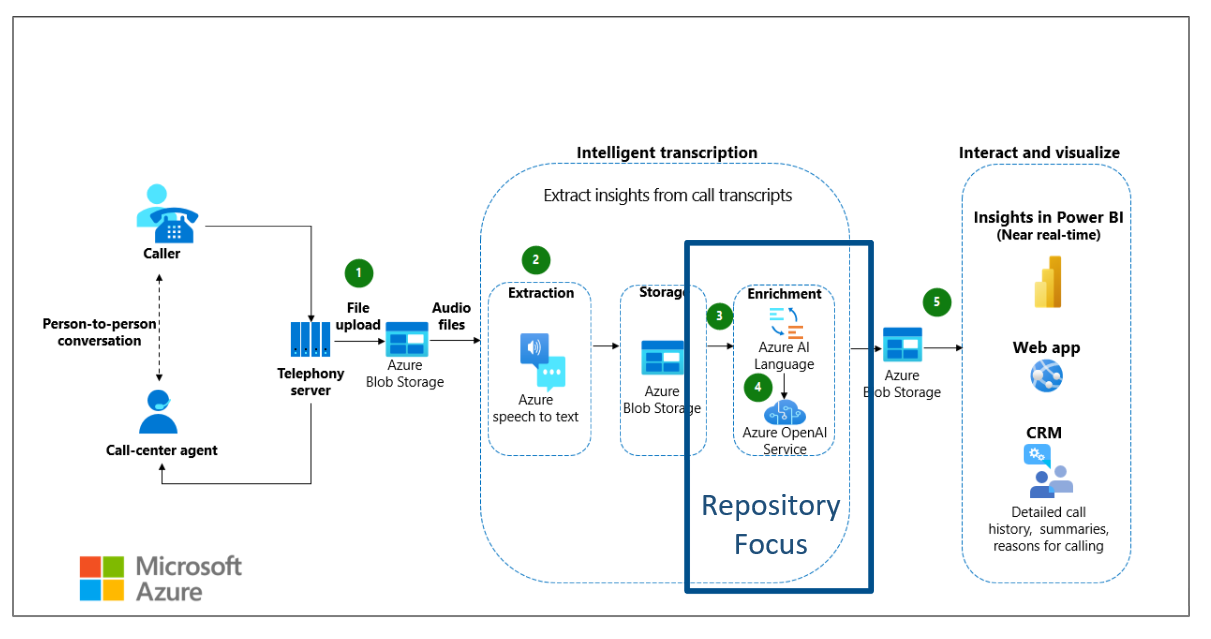 Intelligent transcription
Extract insights from call transcripts
Interact and visualize
Caller
Person-to-person
conversation
Call-center agent
Telephony
server
1
File
upload
Azure
Blob Storage
Audio
files
2
Extraction
Azure
speech to text
Storage
Azure
Blob Storage
3
Enrichment
Azure AI
Language
4
Azure OpenAI
Service
Repository
Focus
Azure
Blob Storage
5
Insights in Power BI
(Near real-time)
Web app
CRM
Detailed call
history, summaries,
reasons for calling
Microsoft
Azure